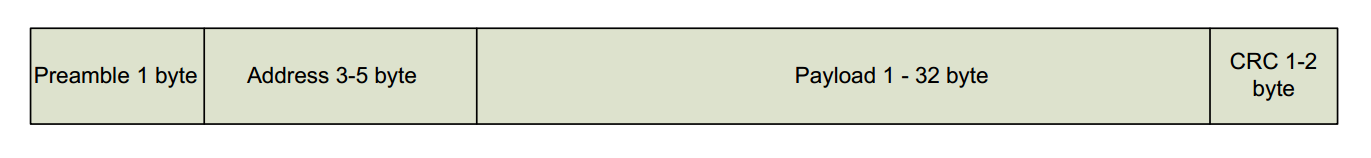 Preamble 1 byte
Address 3-5 byte
Payload 1 - 32 byte
CRC 1-2
byte